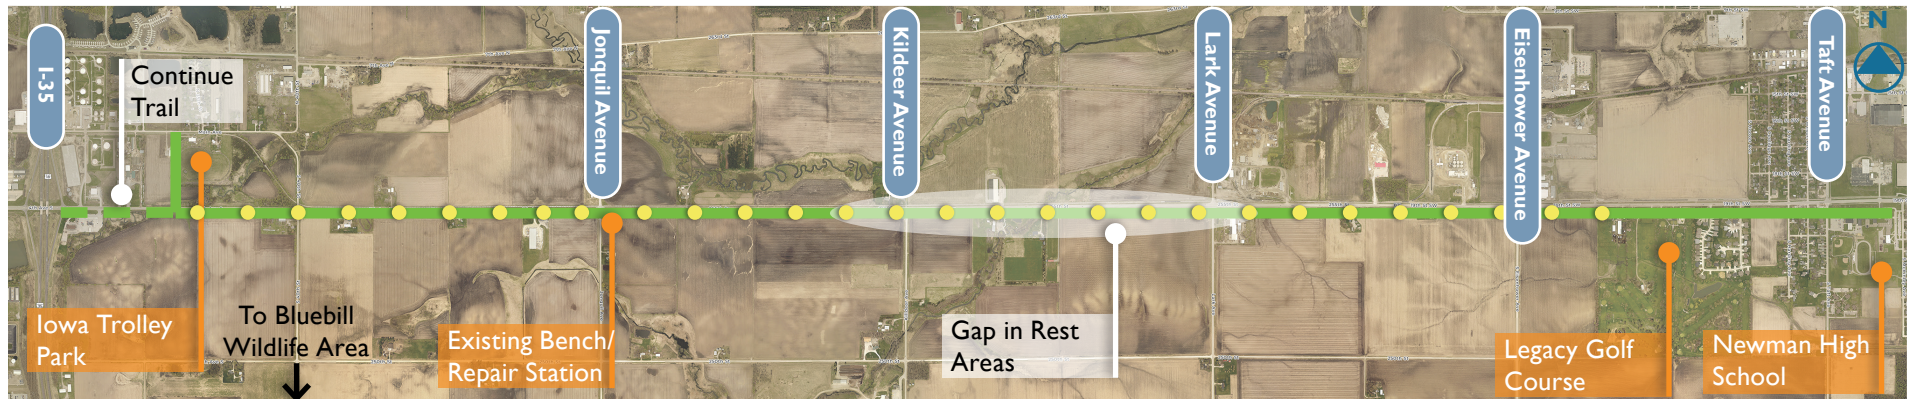 I-35
Continue
Trail
Jonquil Avenue
Kildeer Avenue
Lark Avenue
Eisenhower Avenue
Taft Avenue
N
Iowa Trolley
Park
To Bluebill
Wildlife Area
Existing Bench/
Repair Station
Gap in Rest
Areas
Legacy Golf
Course
Newman High
School